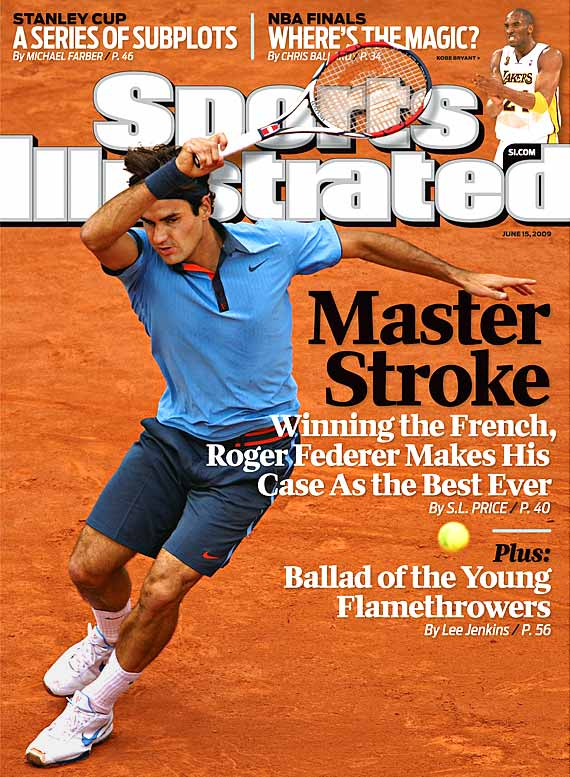 STANLEY CUP
A SERIES OF SUBPLOTS
By MICHAEL FARBER / P. 46
NBA FINALS
WHERE'S THE MAGIC?
By CHRIS BALLARD / P. 34
KOBE BRYANT
LAKERS
Sports
Illustrated
SI.COM
JUNE 15, 2009
Master
Stroke
Winning the French,
Roger Federer Makes His
Case As the Best Ever
By S.L. PRICE / P. 40
Plus:
Ballad of the Young
Flamethrowers
By Lee Jenkins / P. 56